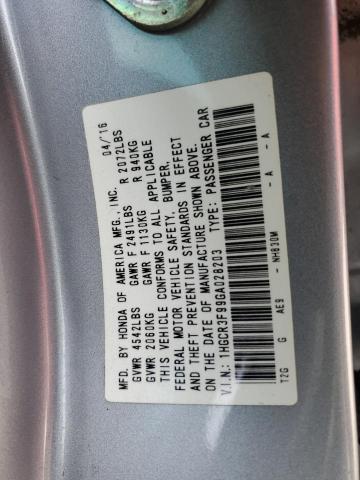 MFD. BY HONDA OF AMERICA MFG., INC. 04/16
GVWR 4542LBS GAWR F 2491LBS R 2072LBS
GVWR 2060KG GAWR F 1130KG R 940KG
THIS VEHICLE CONFORMS TO ALL APPLICABLE
FEDERAL MOTOR VEHICLE SAFETY, BUMPER,
AND THEFT PREVENTION STANDARDS IN EFFECT
ON THE DATE OF MANUFACTURE SHOWN ABOVE.
V.I.N.: 1HGCR3F99GA028203 TYPE: PASSENGER CAR
T2G G AE9 - NH830M - A - A